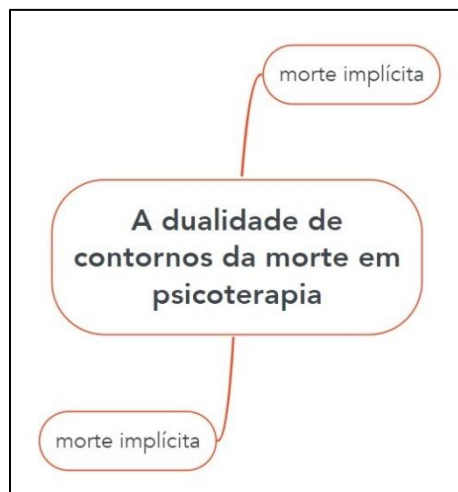 morte implícita
A dualidade de
contornos da morte em
psicoterapia
morte implícita